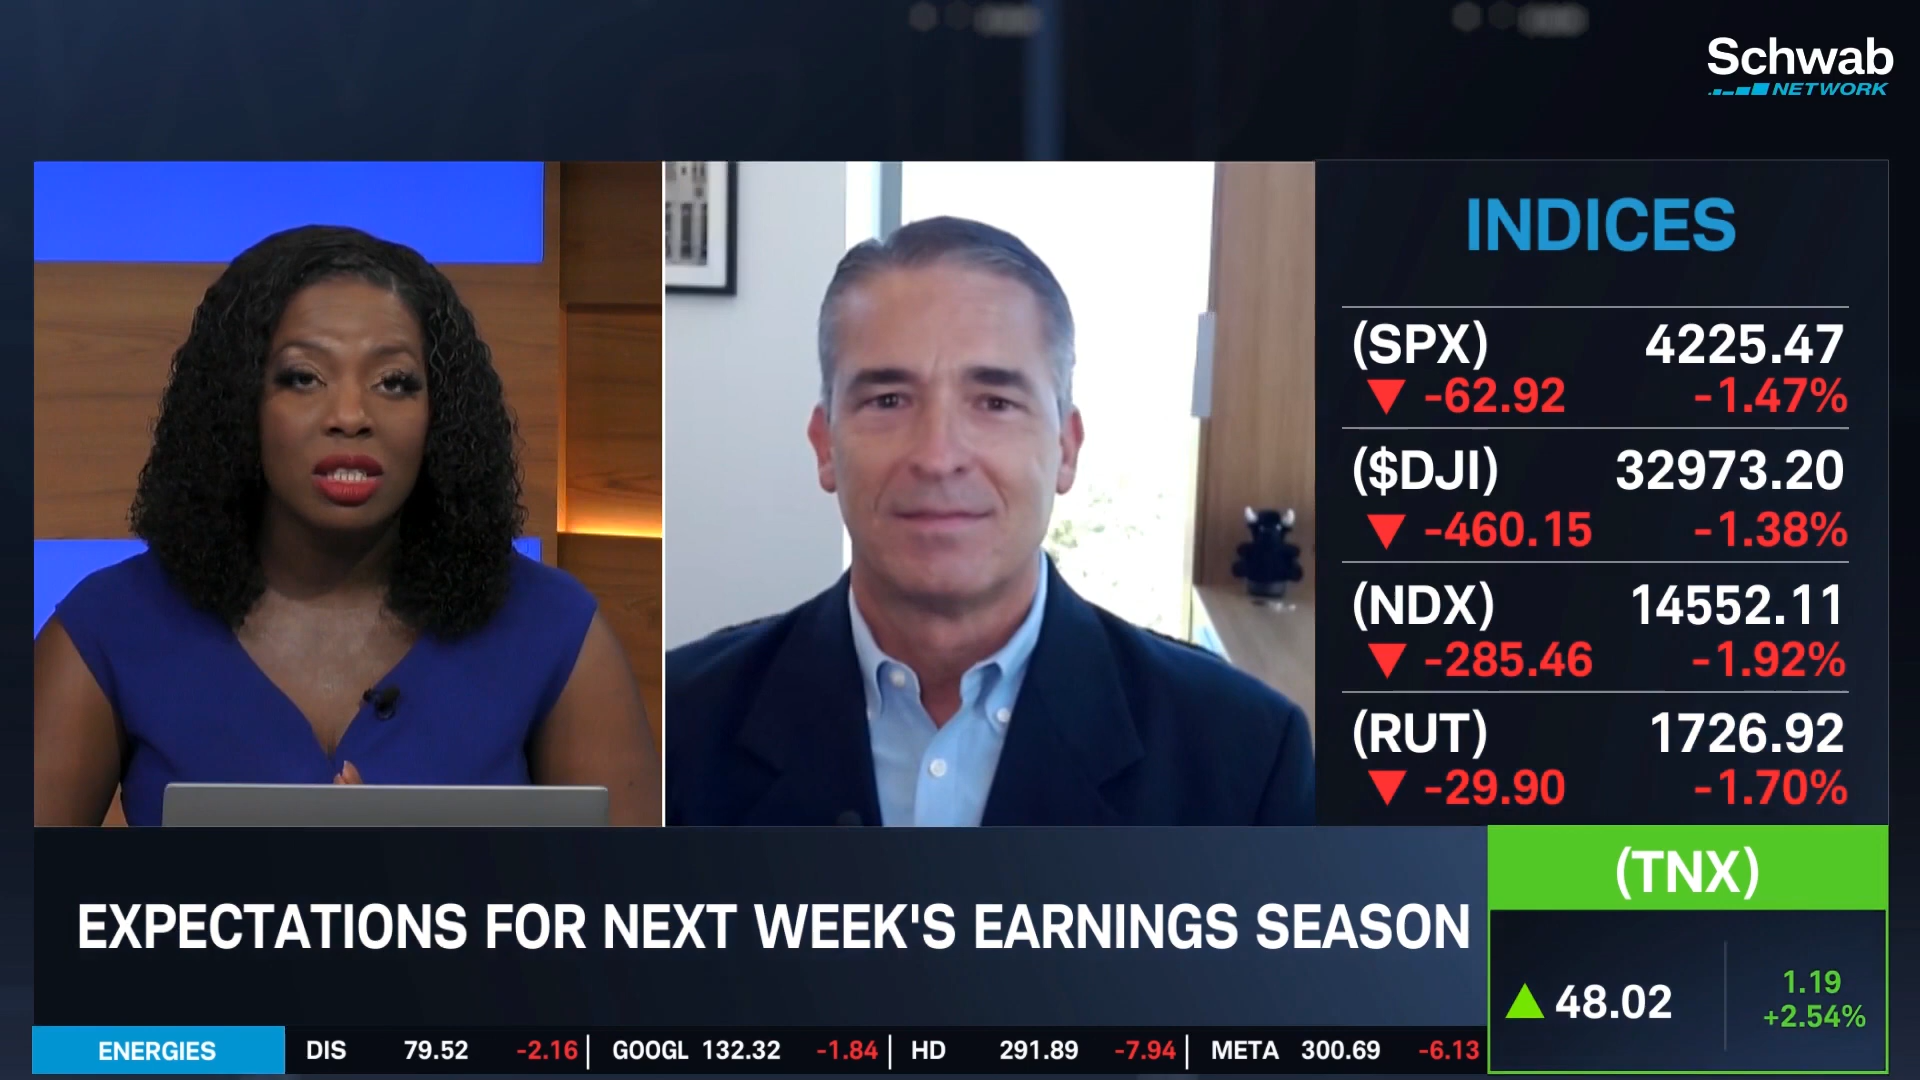 Schwab
NETWORK
INDICES
(SPX) 4225.47
▼ -62.92 -1.47%
($DJI) 32973.20
▼ -460.15 -1.38%
(NDX) 14552.11
▼ -285.46 -1.92%
(RUT) 1726.92
▼ -29.90 -1.70%
EXPECTATIONS FOR NEXT WEEK'S EARNINGS SEASON
(TNX)
▲ 48.02
1.19
+2.54%
ENERGIES DIS 79.52 -2.16 | GOOGL 132.32 -1.84 | HD 291.89 -7.94 | META 300.69 -6.13